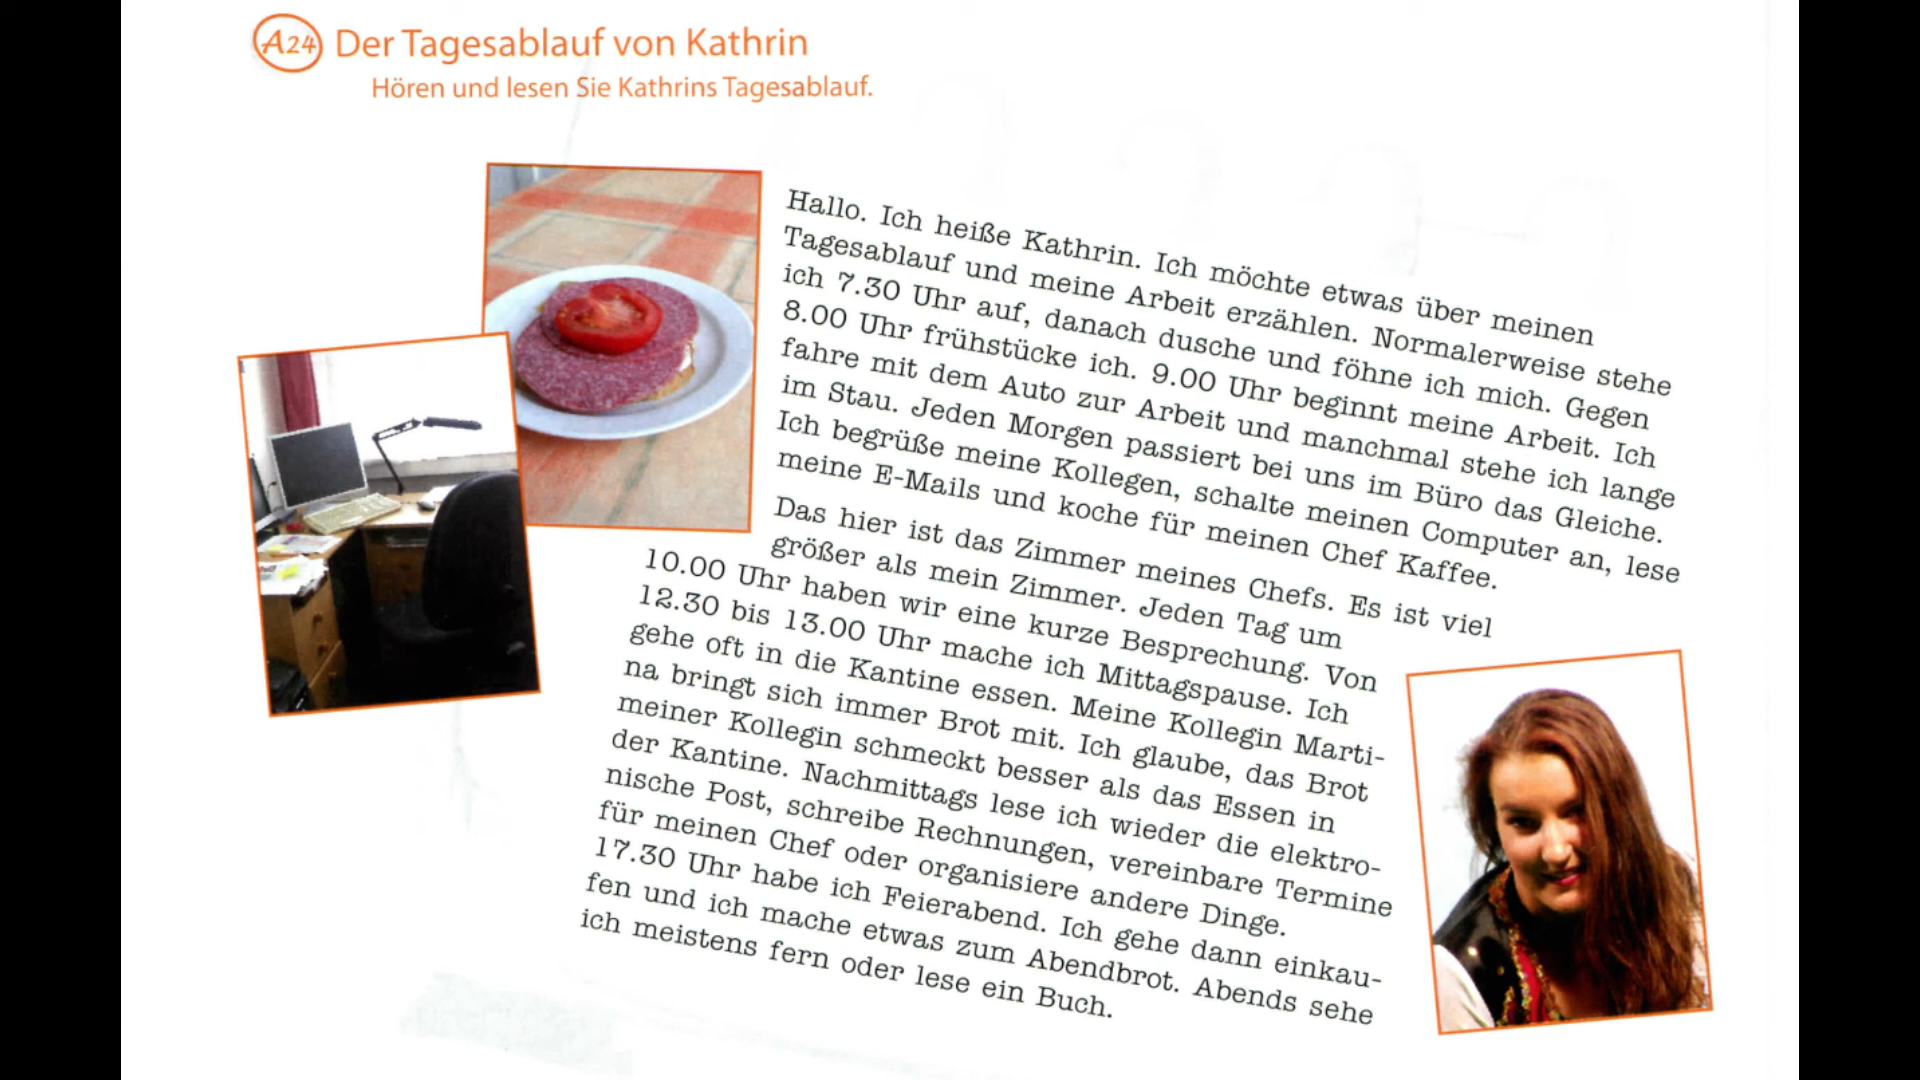 A24 Der Tagesablauf von Kathrin
Hören und lesen Sie Kathrins Tagesablauf.
Hallo. Ich heiße Kathrin. Ich möchte etwas über meinen
Tagesablauf und meine Arbeit erzählen. Normalerweise stehe
ich 7.30 Uhr auf, danach dusche und föhne ich mich. Gegen
8.00 Uhr frühstücke ich. 9.00 Uhr beginnt meine Arbeit. Ich
fahre mit dem Auto zur Arbeit und manchmal stehe ich lange
im Stau. Jeden Morgen passiert bei uns im Büro das Gleiche.
Ich begrüße meine Kollegen, schalte meinen Computer an, lese
meine E-Mails und koche für meinen Chef Kaffee.
Das hier ist das Zimmer meines Chefs. Es ist viel
größer als mein Zimmer. Jeden Tag um
10.00 Uhr haben wir eine kurze Besprechung. Von
12.30 bis 13.00 Uhr mache ich Mittagspause. Ich
gehe oft in die Kantine essen. Meine Kollegin Marti-
na bringt sich immer Brot mit. Ich glaube, das Brot
meiner Kollegin schmeckt besser als das Essen in
der Kantine. Nachmittags lese ich wieder die elektro-
nische Post, schreibe Rechnungen, vereinbare Termine
für meinen Chef oder organisiere andere Dinge.
17.30 Uhr habe ich Feierabend. Ich gehe dann einkau-
fen und ich mache etwas zum Abendbrot. Abends sehe
ich meistens fern oder lese ein Buch.